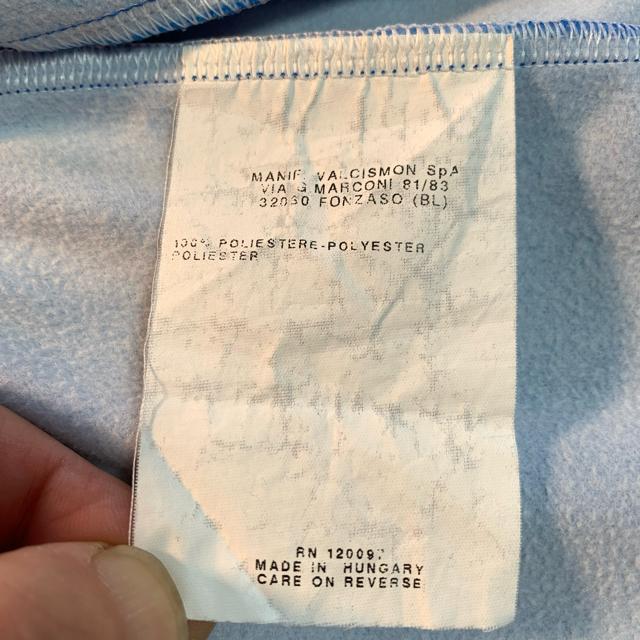 MANIF. VALCISMON SpA
VIA G.MARCONI 81/83
32030 FONZASO (BL)
100% POLIESTERE-POLYESTER
POLIESTER
RN 120097
MADE IN HUNGARY
CARE ON REVERSE